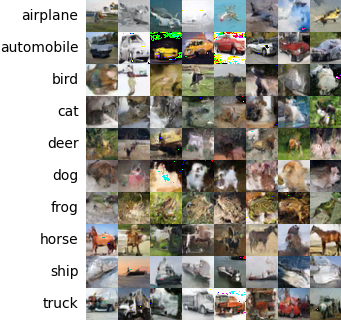 airplane
automobile
bird
cat
deer
dog
frog
horse
ship
truck